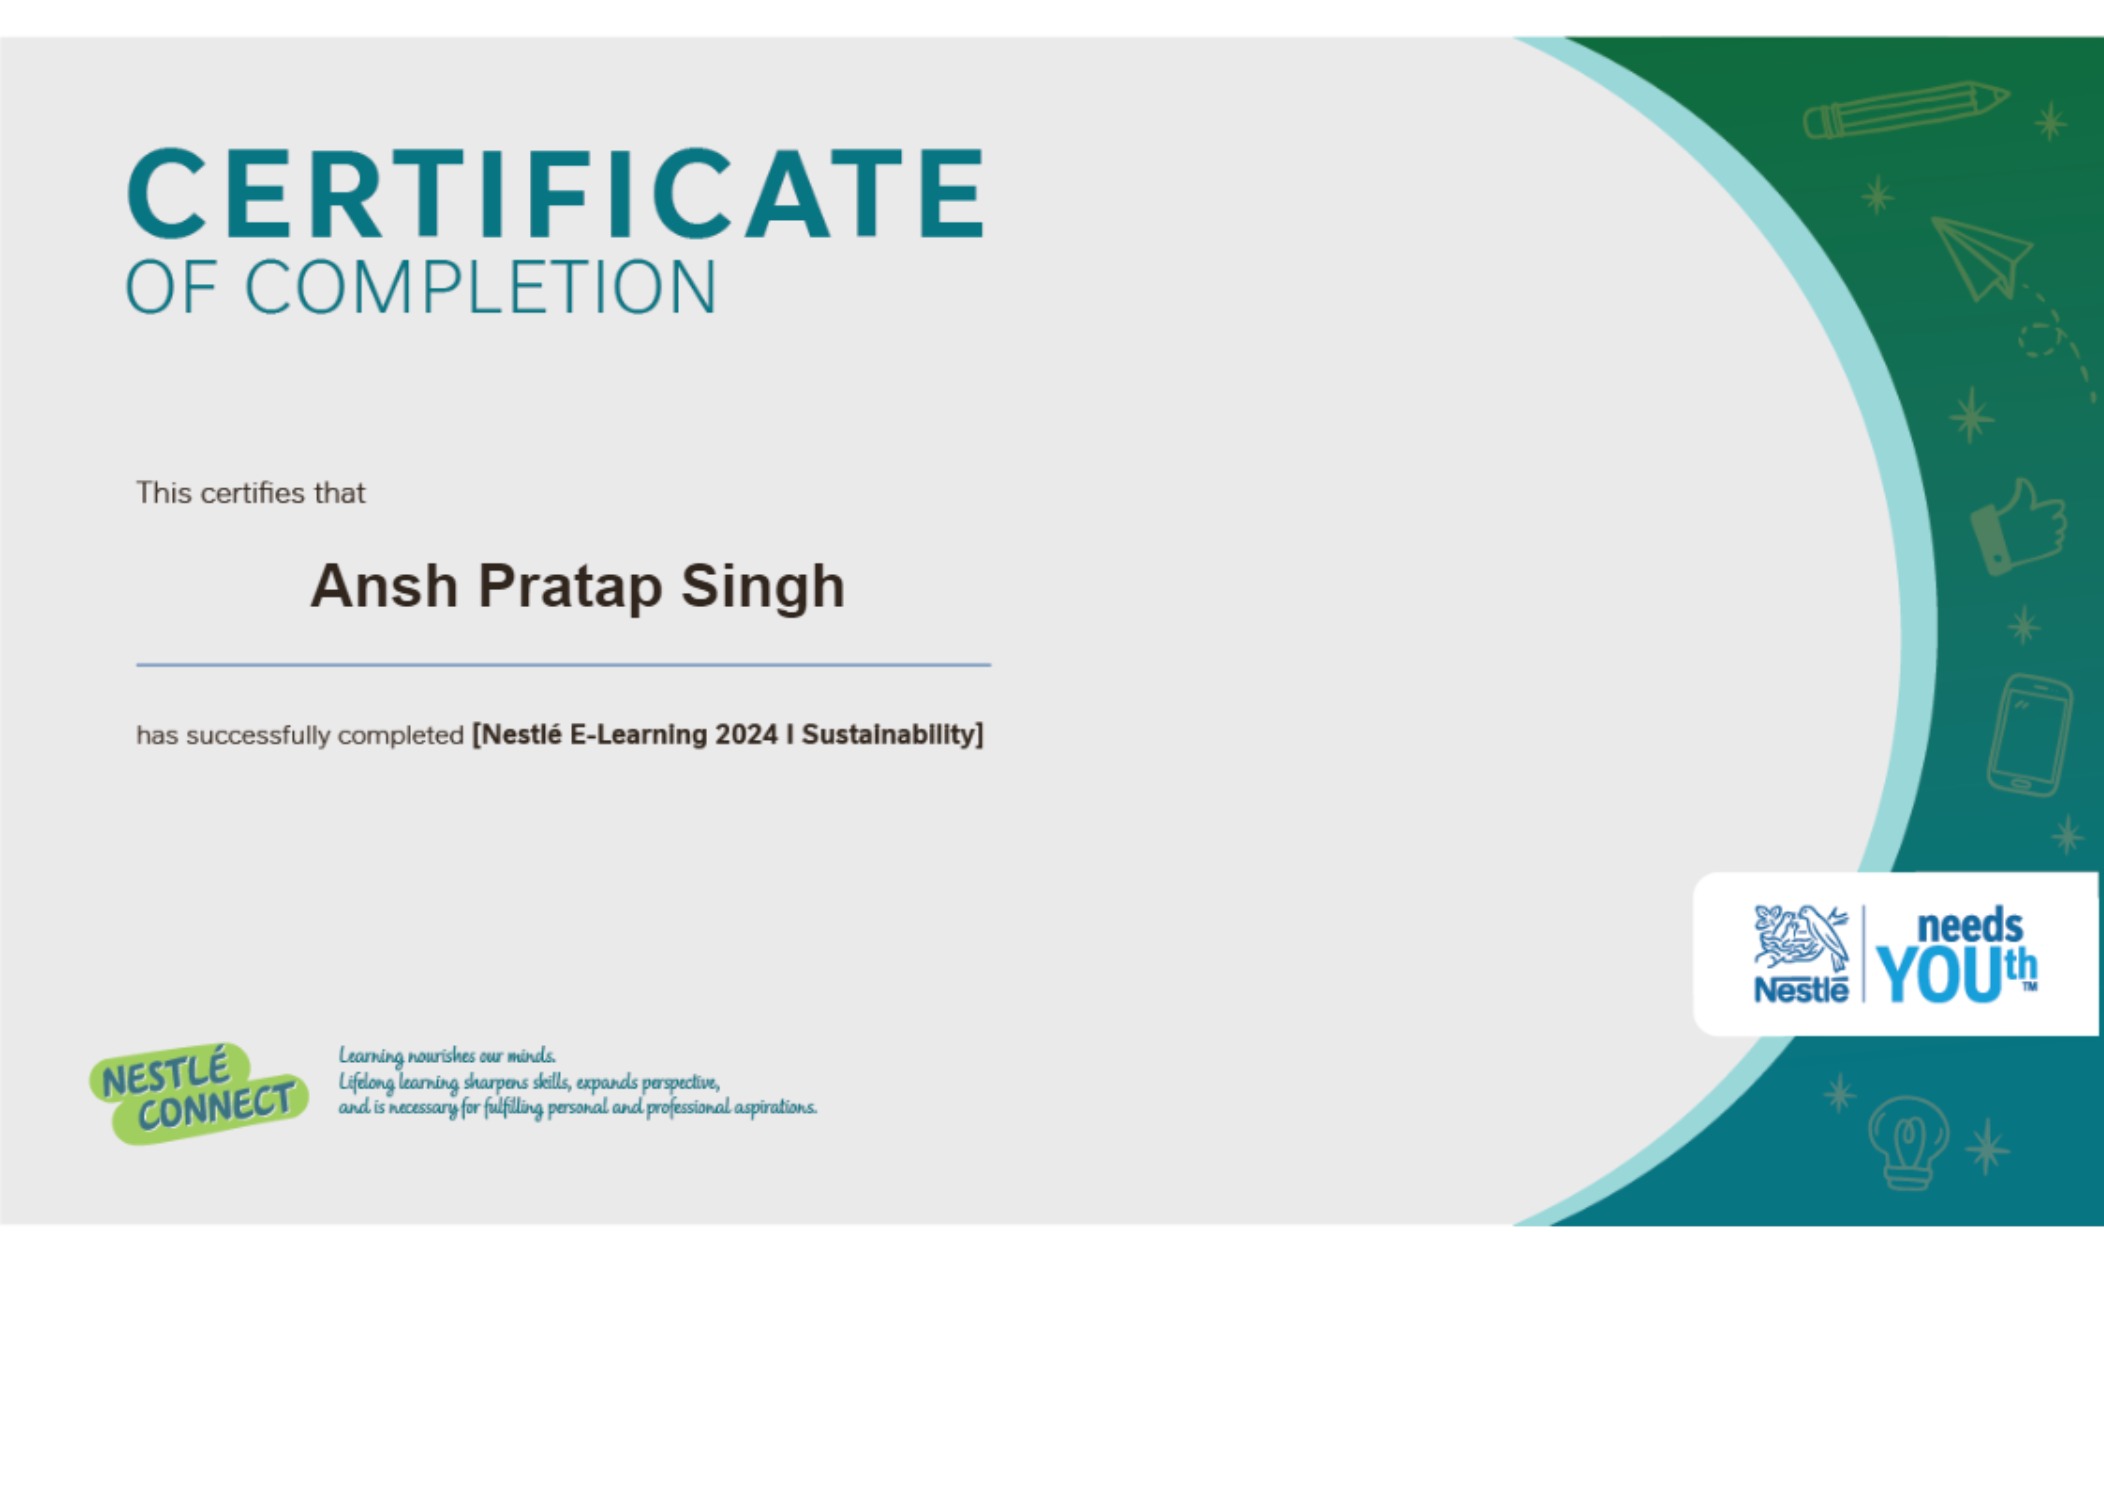 CERTIFICATE
OF COMPLETION
This certifies that
Ansh Pratap Singh
has successfully completed [Nestlé E-Learning 2024 I Sustainability]
Nestlé
needs
YOUth
TM
NESTLÉ
CONNECT
Learning nourishes our minds.
Lifelong learning sharpens skills, expands perspective,
and is necessary for fulfilling personal and professional aspirations.